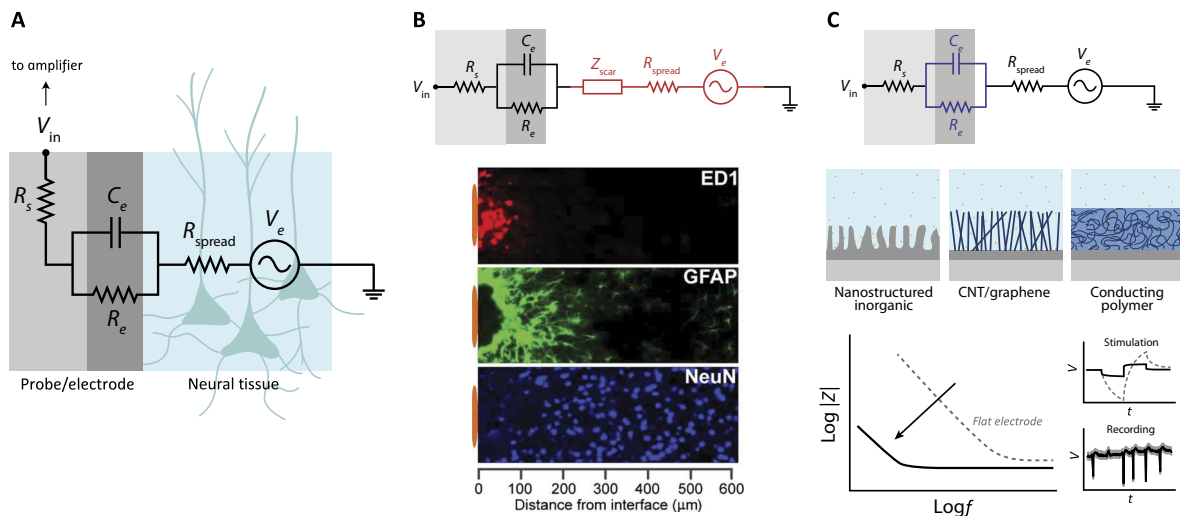 A
to amplifier
V in
R s
C e
R e
R spread
V e
Probe/electrode
Neural tissue
B
V in
R s
C e
R e
Z scar
R spread
V e
ED1
GFAP
NeuN
0 100 200 300 400 500 600
Distance from interface (μm)
C
V in
R s
C e
R e
R spread
V e
Nanostructured
inorganic
CNT/graphene
Conducting
polymer
Log |Z|
Flat electrode
Logf
Stimulation
V
t
Recording
V
t